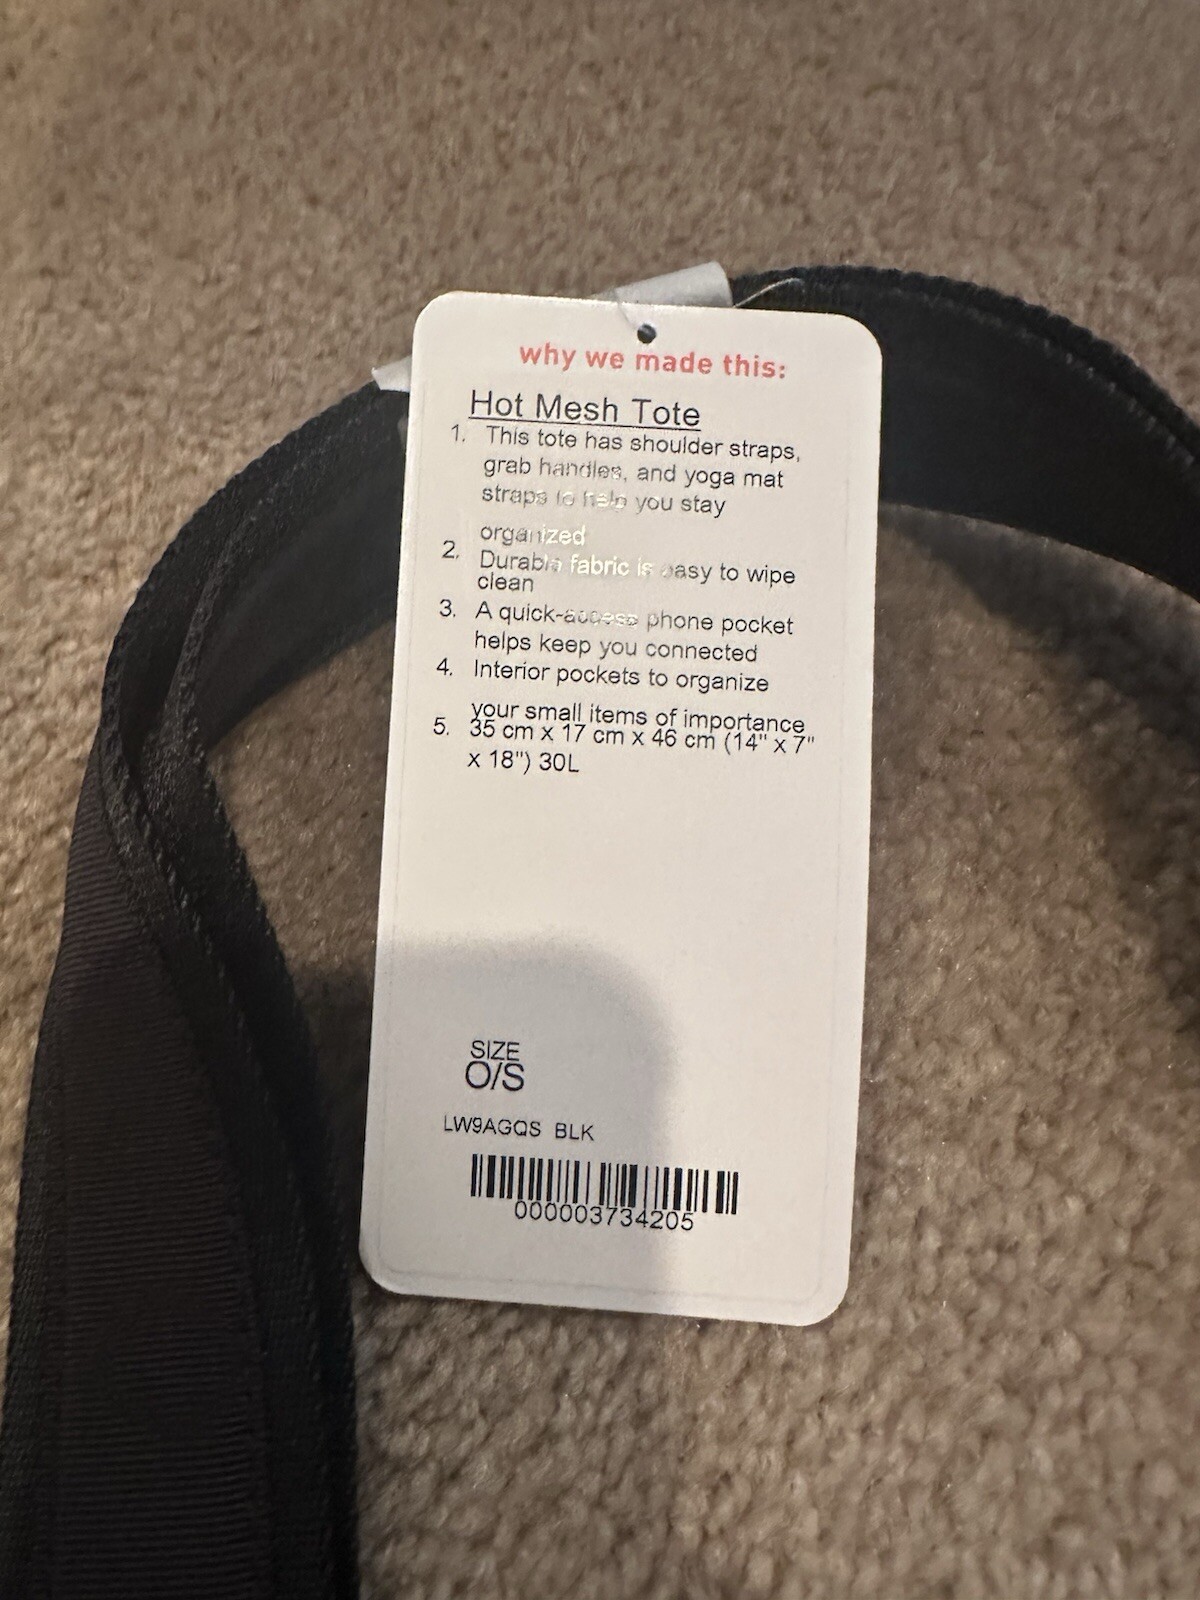 why we made this:
Hot Mesh Tote
1. This tote has shoulder straps,
grab handles, and yoga mat
straps to help you stay
organized
2. Durable fabric is easy to wipe
clean
3. A quick-access phone pocket
helps keep you connected
4. Interior pockets to organize
your small items of importance
5. 35 cm x 17 cm x 46 cm (14" x 7"
x 18") 30L
SIZE
O/S
LW9AGQS BLK
000003734205